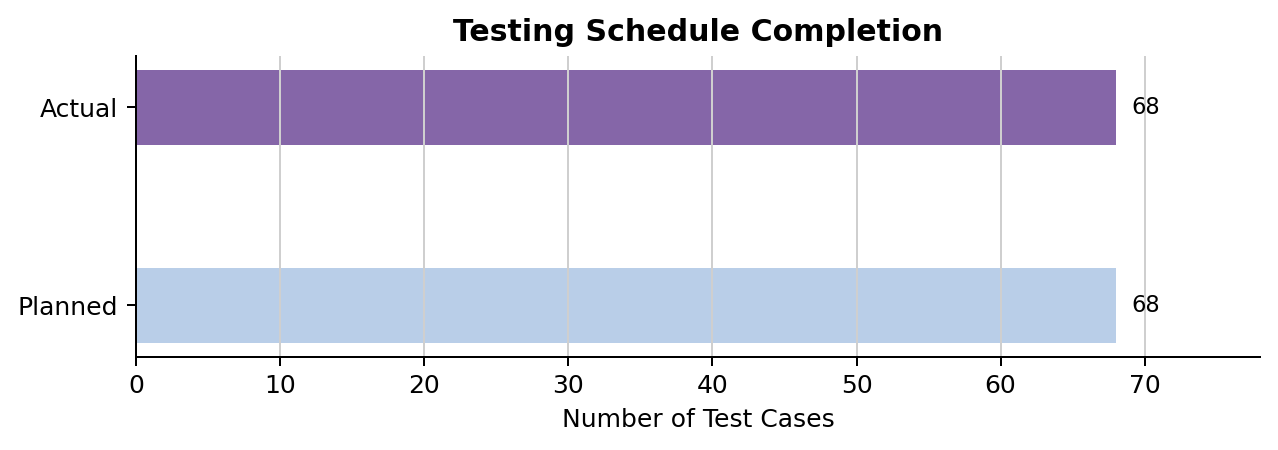 Testing Schedule Completion
Actual
68
Planned
68
0 10 20 30 40 50 60 70
Number of Test Cases